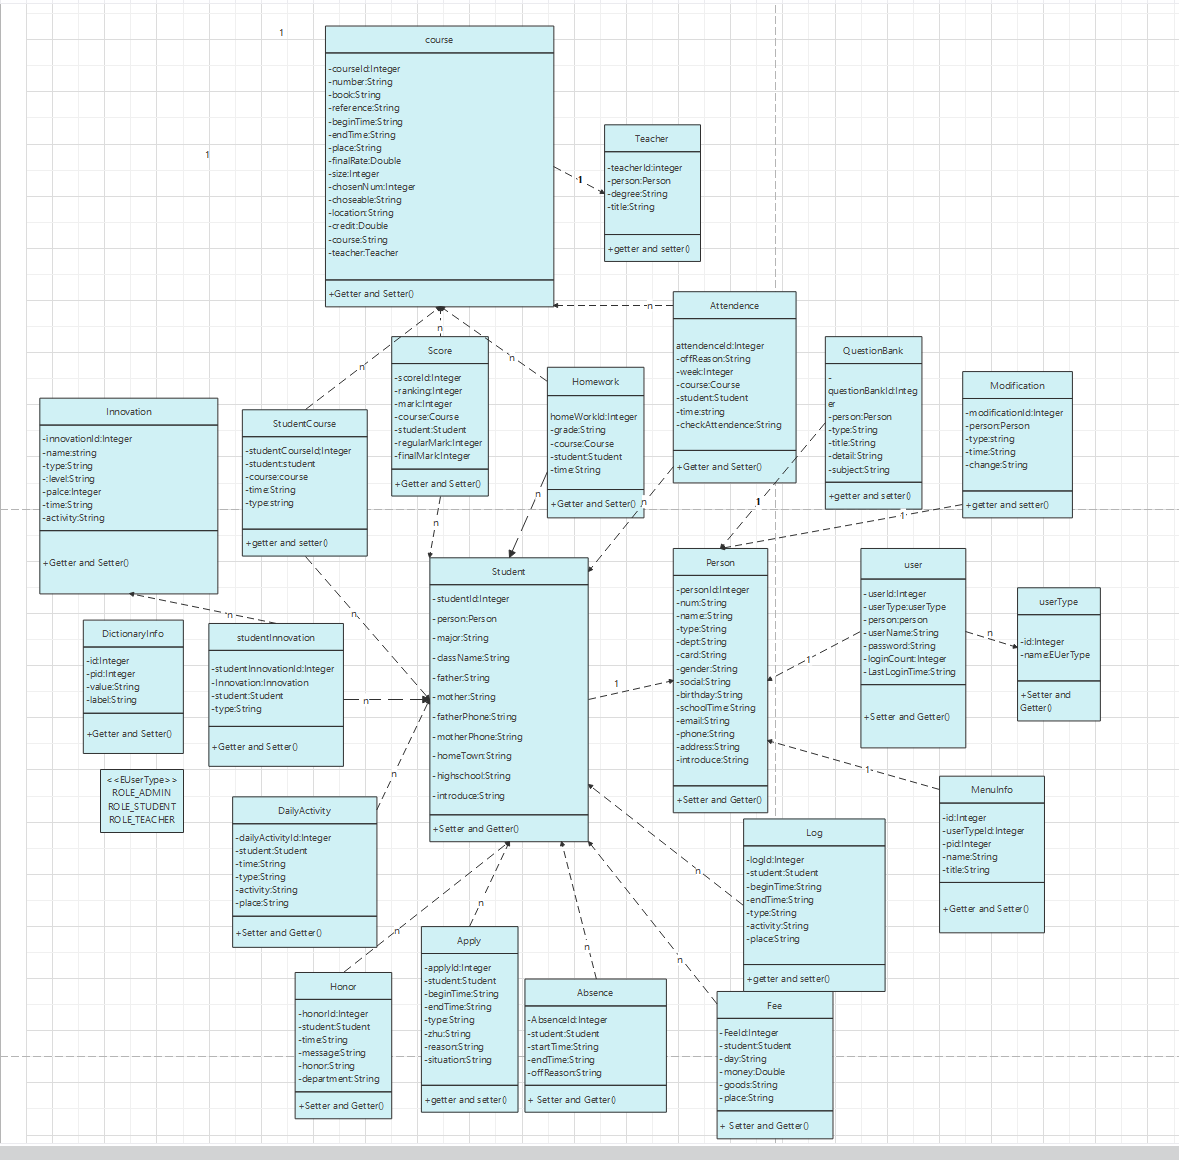 1
course
-courseId:Integer
-number:String
-book:String
-reference:String
-beginTime:String
-endTime:String
-place:String
-finalRate:Double
-size:Integer
-chosenNum:Integer
-choseable:String
-location:String
-credit:Double
-course:String
-teacher:Teacher
+Getter and Setter()
1
1
Teacher
-teacherId:integer
-person:Person
-degree:String
-title:String
+getter and setter()
n
n
n
n
Attendence
attendenceId:Integer
-offReason:String
-week:Integer
-course:Course
-student:Student
-time:string
-checkAttendence:String
+Getter and Setter()
Score
-scoreId:Integer
-ranking:Integer
-mark:Integer
-course:Course
-student:Student
-regularMark:Integer
-finalMark:Integer
+Getter and Setter()
Homework
homeWorkId:Integer
-grade:String
-course:Course
-student:Student
-time:String
+Getter and Setter()
QuestionBank
-
questionBankId:Integ
er
-person:Person
-type:String
-title:String
-detail:String
-subject:String
+getter and setter()
Modification
-modificationId:Integer
-person:Person
-type:string
-time:String
-change:String
+getter and setter()
Innovation
-innovationId:Integer
-name:string
-type:String
-:level:String
-palce:Integer
-time:String
-activity:String
+Getter and Setter()
StudentCourse
-studentCourseId;Integer
-student:student
-course:course
-time:String
-type:string
+getter and setter()
n
n
n
1
1
n
Student
-studentId:Integer
-person:Person
-major:String
-className:String
-father:String
-mother:String
-fatherPhone:String
-motherPhone:String
-homeTown:String
-highschool:String
-introduce:String
+Setter and Getter()
Person
-personId:Integer
-num:String
-name:String
-type:String
-dept:String
-card:String
-gender:String
-social:String
-birthday:String
-schoolTime:String
-email:String
-phone:String
-address:String
-introduce:String
+Setter and Getter()
user
-userId:Integer
-userType:userType
-person:person
-userName:String
-password:String
-loginCount:Integer
-LastLoginTime:String
+Setter and Getter()
userType
-id:Integer
-name:EUerType
+Setter and
Getter()
n
n
1
1
1
DictionaryInfo
-id:Integer
-pid:Integer
-value:String
-label:String
+Getter and Setter()
studentInnovation
-studentInnovationId:Integer
-Innovation:Innovation
-student:Student
-type:String
+Getter and Setter()
n
n
<<EUserType>>
ROLE_ADMIN
ROLE_STUDENT
ROLE_TEACHER
DailyActivity
-dailyActivityId:Integer
-student:Student
-time:String
-type:String
-activity:String
-place:String
+Setter and Getter()
MenuInfo
-id:Integer
-userTypeId:Integer
-pid:Integer
-name:String
-title:String
+Getter and Setter()
Log
-logId:Integer
-student:Student
-beginTime:String
-endTime:String
-type:String
-activity:String
-place:String
+getter and setter()
n
n
n
n
n
Honor
-honorId:Integer
-student:Student
-time:String
-message:String
-honor:String
-department:String
+Setter and Getter()
Apply
-applyId:Integer
-student:Student
-beginTime:String
-endTime:String
-type:String
-zhu:String
-reason:String
-situation:String
+getter and setter()
Absence
-AbsenceId:Integer
-student:Student
-startTime:String
-endTime:String
-offReason:String
+ Setter and Getter()
Fee
-FeeId:Integer
-student:Student
-day:String
-money:Double
-goods:String
-place:String
+ Setter and Getter()